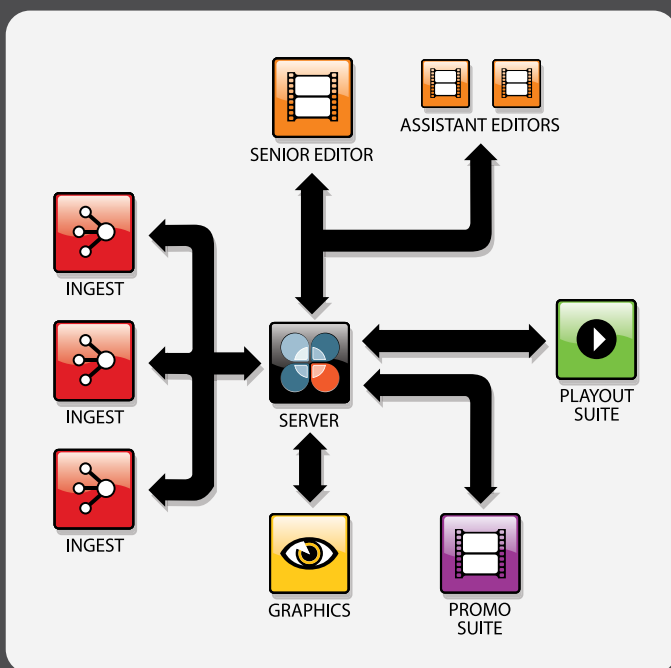 SENIOR EDITOR
ASSISTANT EDITORS
INGEST
INGEST
INGEST
SERVER
PLAYOUT
SUITE
GRAPHICS
PROMO
SUITE